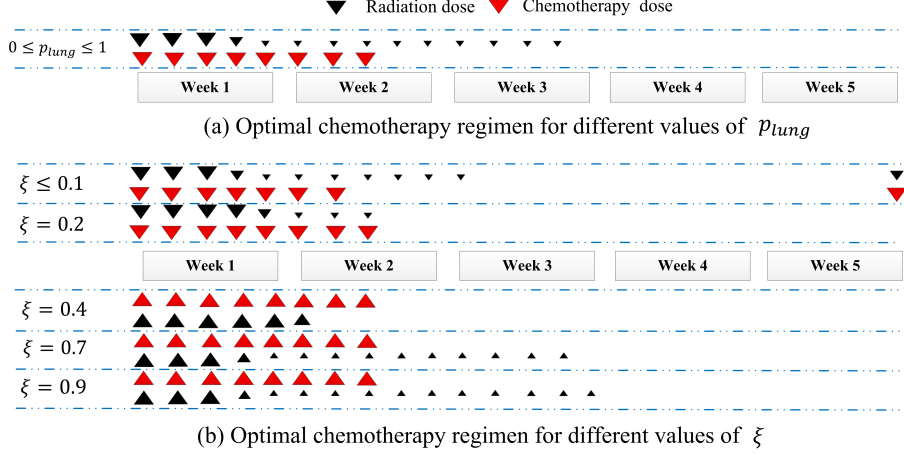 Radiation dose Chemotherapy dose
0 ≤ p_lung ≤ 1
Week 1 Week 2 Week 3 Week 4 Week 5
(a) Optimal chemotherapy regimen for different values of p_lung
ξ ≤ 0.1
ξ = 0.2
Week 1 Week 2 Week 3 Week 4 Week 5
ξ = 0.4
ξ = 0.7
ξ = 0.9
(b) Optimal chemotherapy regimen for different values of ξ